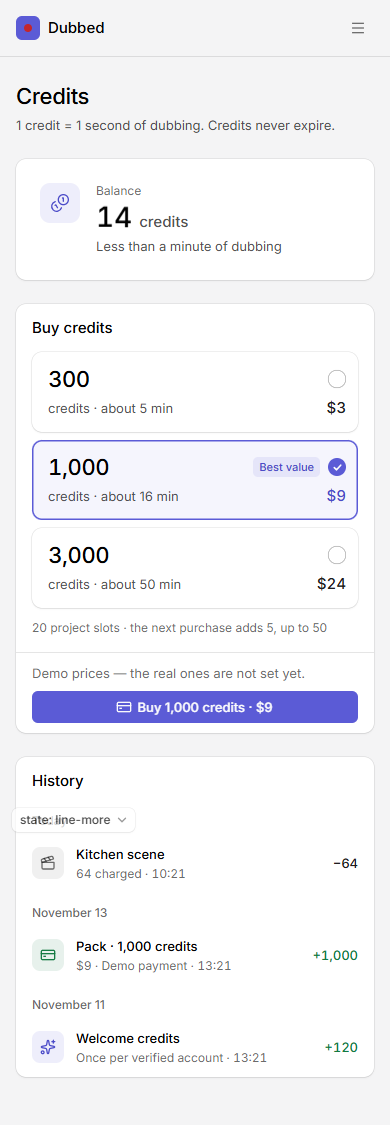 Dubbed
Credits
1 credit = 1 second of dubbing. Credits never expire.
Balance
14 credits
Less than a minute of dubbing
Buy credits
300
credits · about 5 min
$3
1,000
Best value
credits · about 16 min
$9
3,000
credits · about 50 min
$24
20 project slots · the next purchase adds 5, up to 50
Demo prices — the real ones are not set yet.
Buy 1,000 credits · $9
History
state: line-more
Kitchen scene
64 charged · 10:21
−64
November 13
Pack · 1,000 credits
$9 · Demo payment · 13:21
+1,000
November 11
Welcome credits
Once per verified account · 13:21
+120